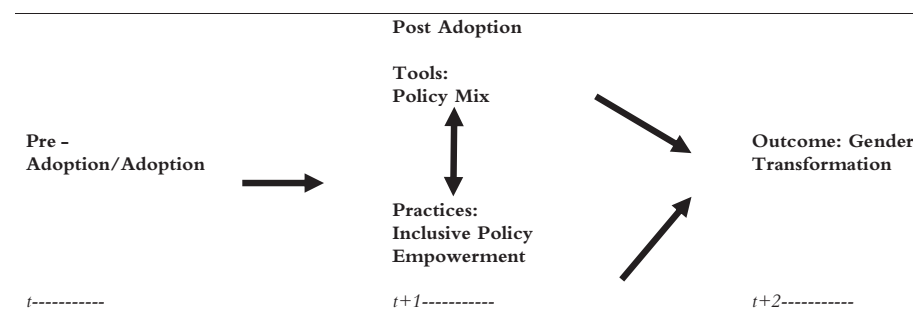 Post Adoption
Tools:
Policy Mix
Pre -
Adoption/Adoption
Outcome: Gender
Transformation
Practices:
Inclusive Policy
Empowerment
t-----------
t+1-----------
t+2-----------